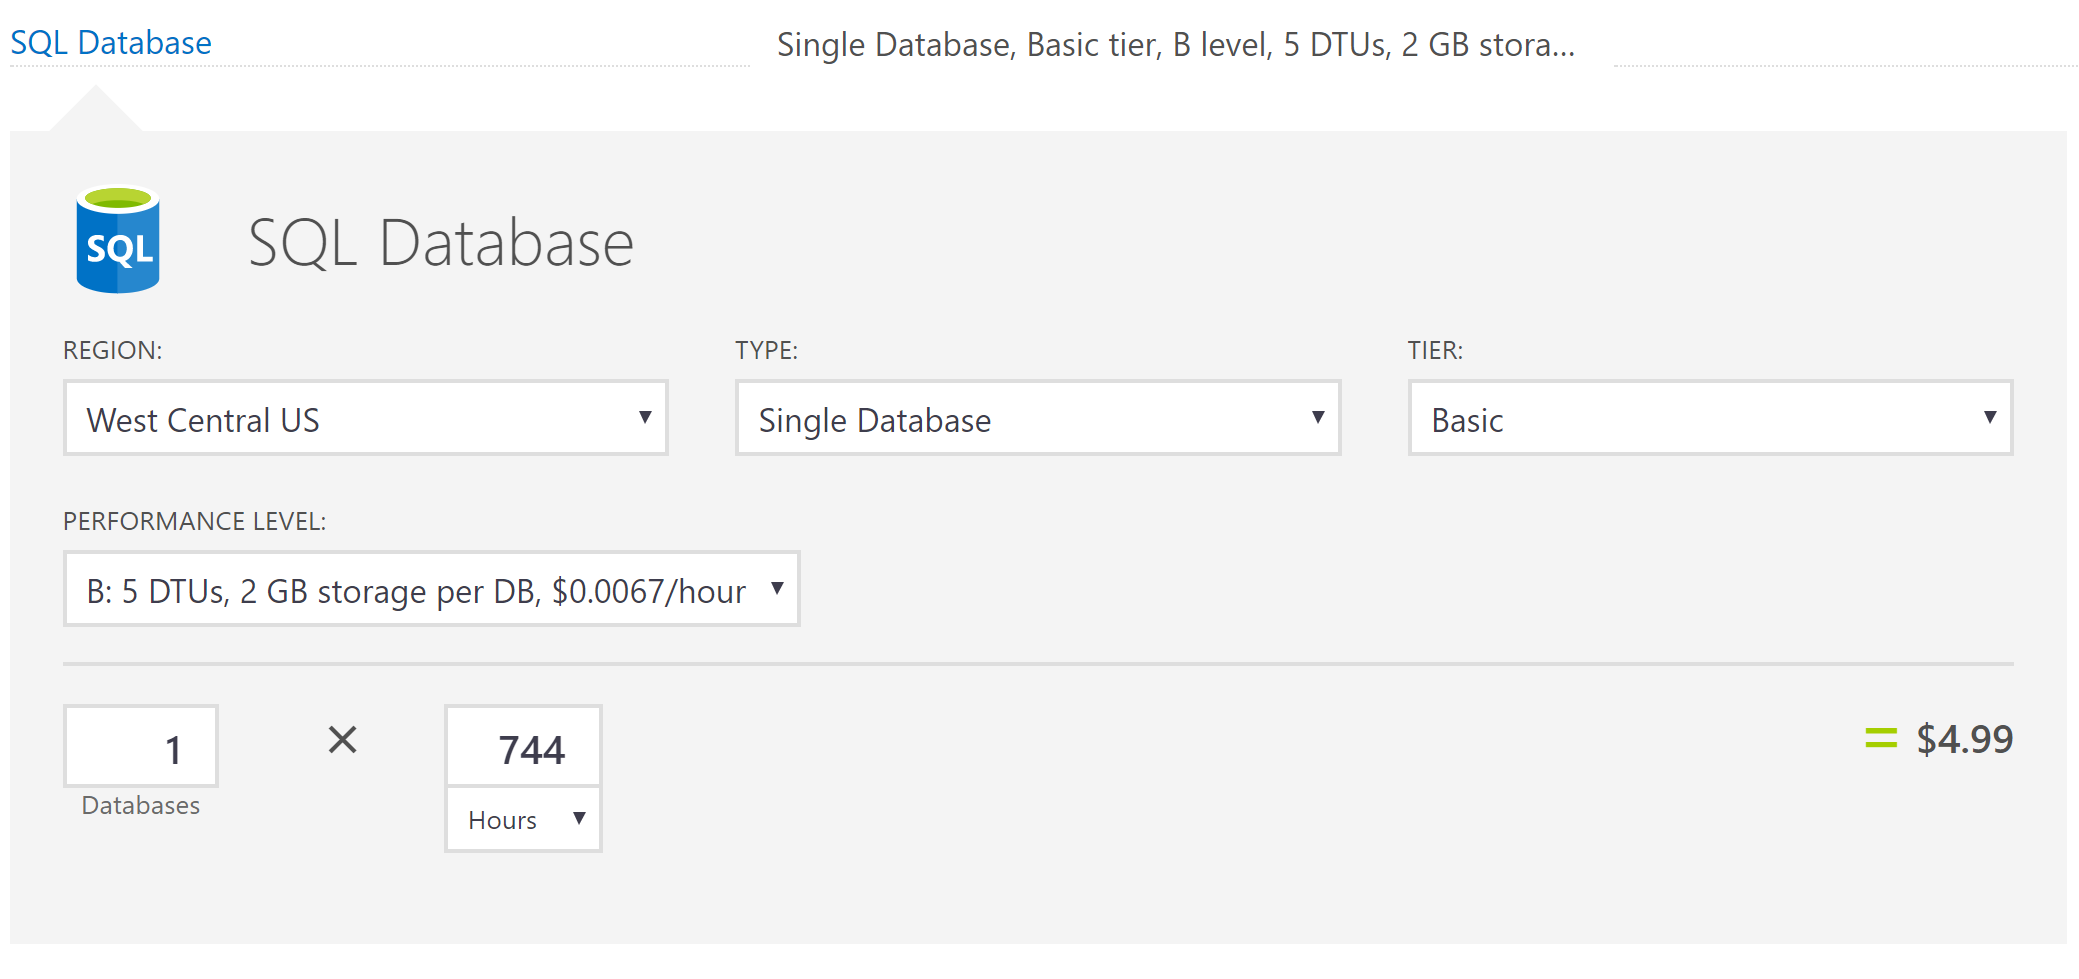 SQL Database
Single Database, Basic tier, B level, 5 DTUs, 2 GB stora...
SQL
SQL Database
REGION:
TYPE:
TIER:
West Central US
Single Database
Basic
PERFORMANCE LEVEL:
B: 5 DTUs, 2 GB storage per DB, $0.0067/hour
1
×
744
= $4.99
Databases
Hours